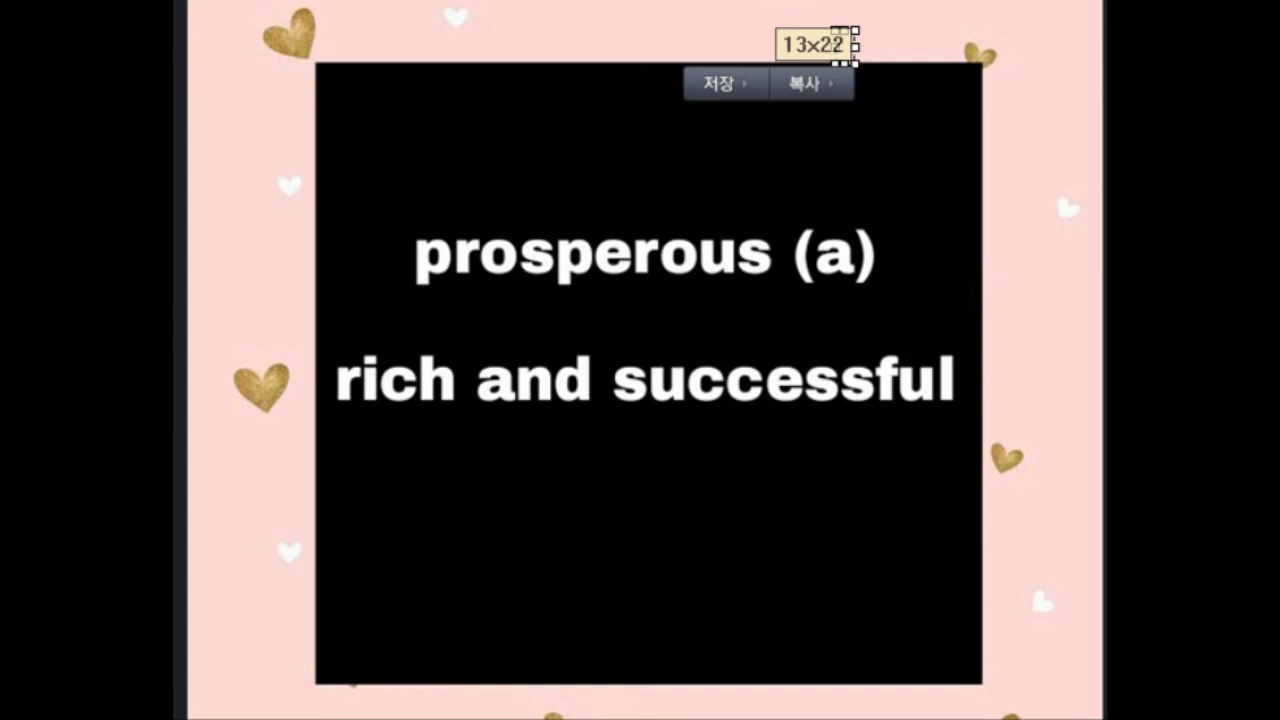 13x22
저장 복사
prosperous (a)
rich and successful